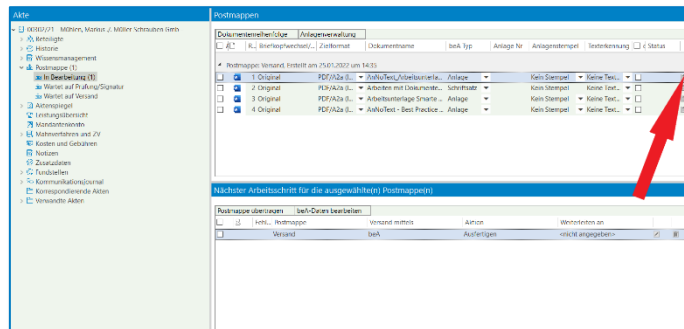 Akte
Postmappen
00002/21 - Mühlen, Markus ./. Müller Schrauben GmbH
Beteiligte
Historie
Wissensmanagement
Postmappe (1)
In Bearbeitung (1)
Wartet auf Prüfung/Signatur
Wartet auf Versand
Aktenspiegel
Leistungsübersicht
Mandantenkonto
Mahnverfahren und ZV
Kosten und Gebühren
Notizen
Zusatzdaten
Fundstellen
Kommunikationsjournal
Korrespondierende Akten
Verwandte Akten
Dokumentenreihenfolge Anlagenverwaltung
R... Briefkopfwechsel/... Zielformat Dokumentname beA Typ Anlage Nr Anlagenstempel Texterkennung Status
Postmappe: Versand, Erstellt am 25.01.2022 um 14:35
1 Original PDF/A2a (l... AnNoText_Arbeitsunterla... Anlage Kein Stempel Keine Text...
2 Original PDF/A2a (l... Arbeiten mit Dokumente... Schriftsatz Kein Stempel Keine Text...
3 Original PDF/A2a (l... Arbeitsunterlage Smarte ... Anlage Kein Stempel Keine Text...
4 Original PDF/A2a (l... AnNoText - Best Practice ... Anlage Kein Stempel Keine Text...
Nächster Arbeitsschritt für die ausgewählte(n) Postmappe(n)
Postmappe übertragen beA-Daten bearbeiten
Fehl... Postmappe Versand mittels Aktion Weiterleiten an
Versand beA Ausfertigen <nicht angegeben>